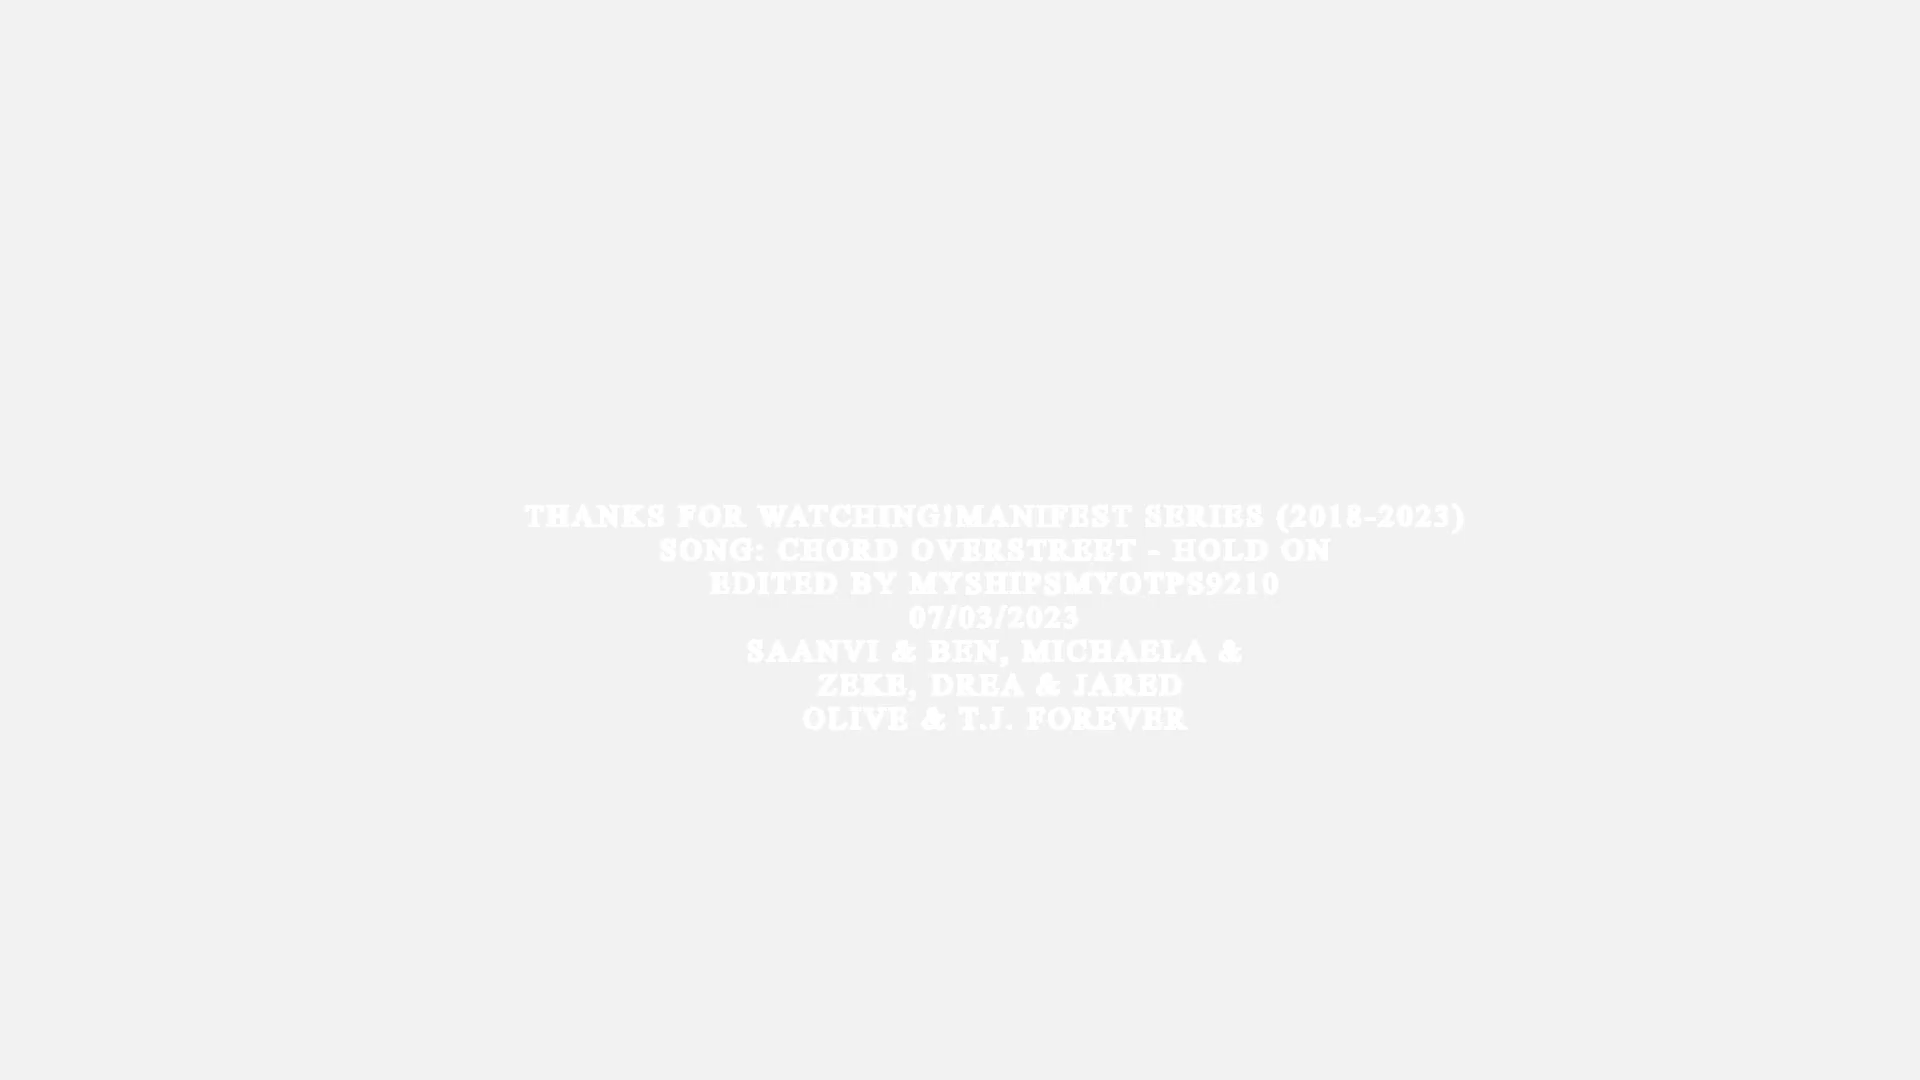 THANKS FOR WATCHING!MANIFEST SERIES (2018-2023)
SONG: CHORD OVERSTREET - HOLD ON
EDITED BY MYSHIPSMYOTPS9210
07/03/2023
SAANVI & BEN, MICHAELA &
ZEKE, DREA & JARED
OLIVE & T.J. FOREVER